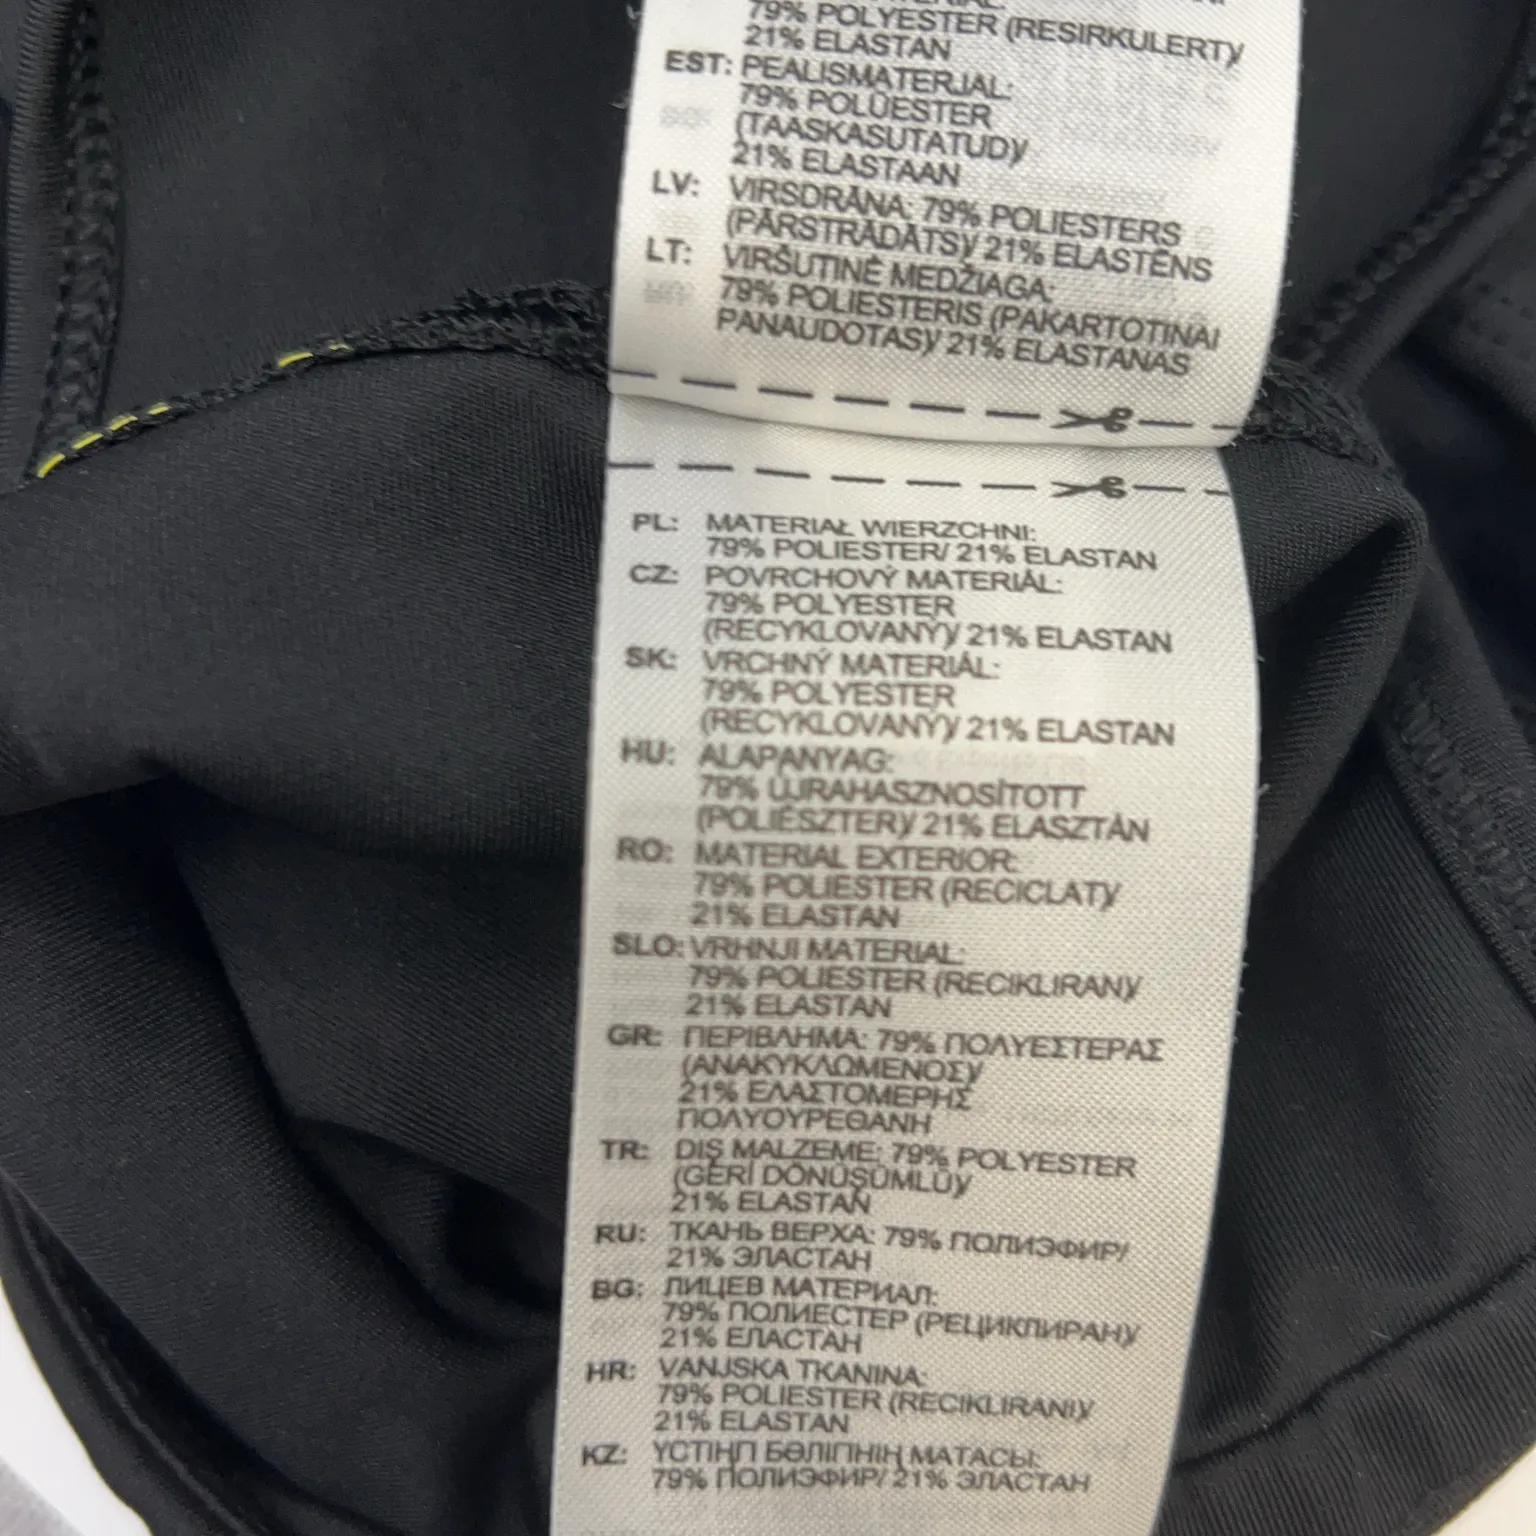 79% POLYESTER (RESIRKULERT)/
21% ELASTAN
EST: PEALISMATERJAL:
79% POLÜESTER
(TAASKASUTATUD)/
21% ELASTAAN
LV: VIRSDRĀNA: 79% POLIESTERS
(PĀRSTRĀDĀTS)/ 21% ELASTĒNS
LT: VIRŠUTINĖ MEDŽIAGA:
79% POLIESTERIS (PAKARTOTINAI
PANAUDOTAS)/ 21% ELASTANAS
PL: MATERIAŁ WIERZCHNI:
79% POLIESTER/ 21% ELASTAN
CZ: POVRCHOVÝ MATERIÁL:
79% POLYESTER
(RECYKLOVANÝ)/ 21% ELASTAN
SK: VRCHNÝ MATERIÁL:
79% POLYESTER
(RECYKLOVANÝ)/ 21% ELASTAN
HU: ALAPANYAG:
79% ÚJRAHASZNOSÍTOTT
(POLIÉSZTER)/ 21% ELASZTÁN
RO: MATERIAL EXTERIOR:
79% POLIESTER (RECICLAT)/
21% ELASTAN
SLO: VRHNJI MATERIAL:
79% POLIESTER (RECIKLIRAN)/
21% ELASTAN
GR: ΠΕΡΙΒΛΗΜΑ: 79% ΠΟΛΥΕΣΤΕΡΑΣ
(ΑΝΑΚΥΚΛΩΜΕΝΟΣ)/
21% ΕΛΑΣΤΟΜΕΡΗΣ
ΠΟΛΥΟΥΡΕΘΑΝΗ
TR: DIŞ MALZEME: 79% POLYESTER
(GERİ DÖNÜŞÜMLÜ)/
21% ELASTAN
RU: ТКАНЬ ВЕРХА: 79% ПОЛИЭФИР/
21% ЭЛАСТАН
BG: ЛИЦЕВ МАТЕРИАЛ:
79% ПОЛИЕСТЕР (РЕЦИКЛИРАН)/
21% ЕЛАСТАН
HR: VANJSKA TKANINA:
79% POLIESTER (RECIKLIRANI)/
21% ELASTAN
KZ: ҮСТІҢГІ БӨЛІГІНІҢ МАТАСЫ:
79% ПОЛИЭФИР/ 21% ЭЛАСТАН